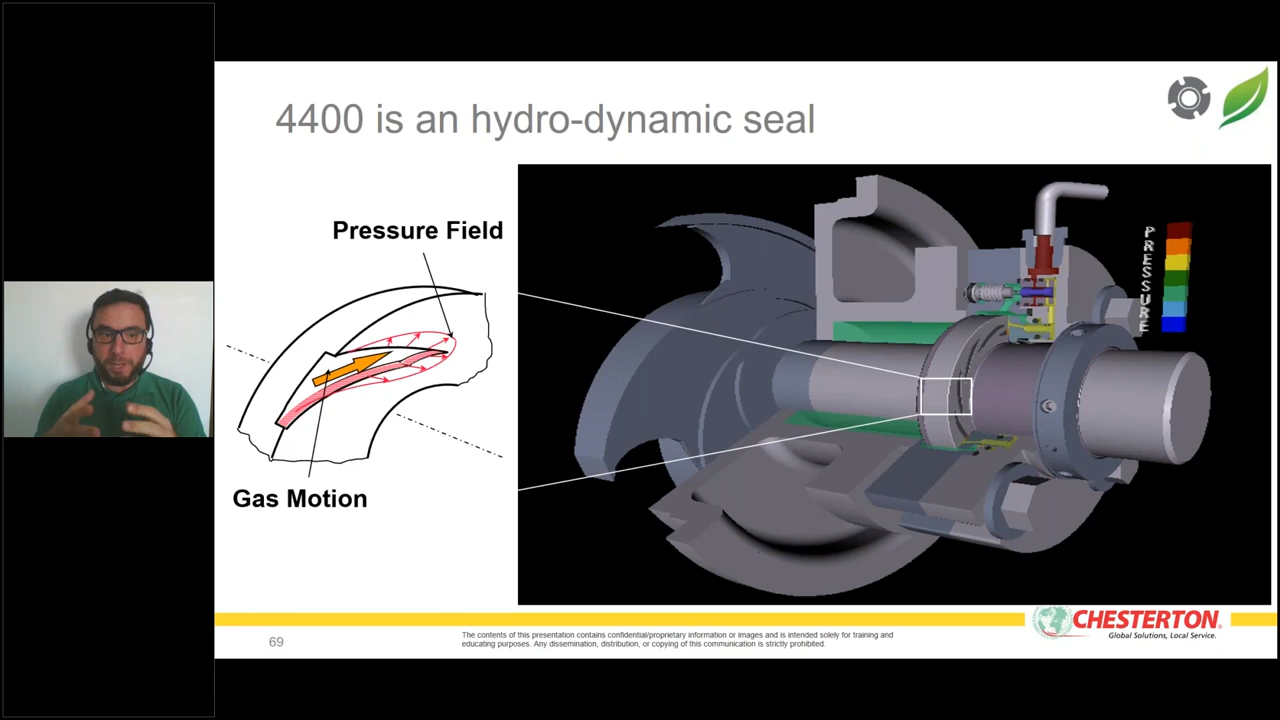 4400 is an hydro-dynamic seal
Pressure Field
Gas Motion
PRESSURE
CHESTERTON.
Global Solutions, Local Service.
69
The contents of this presentation contains confidential/proprietary information or images and is intended solely for training and
educating purposes. Any dissemination, distribution, or copying of this communication is strictly prohibited.